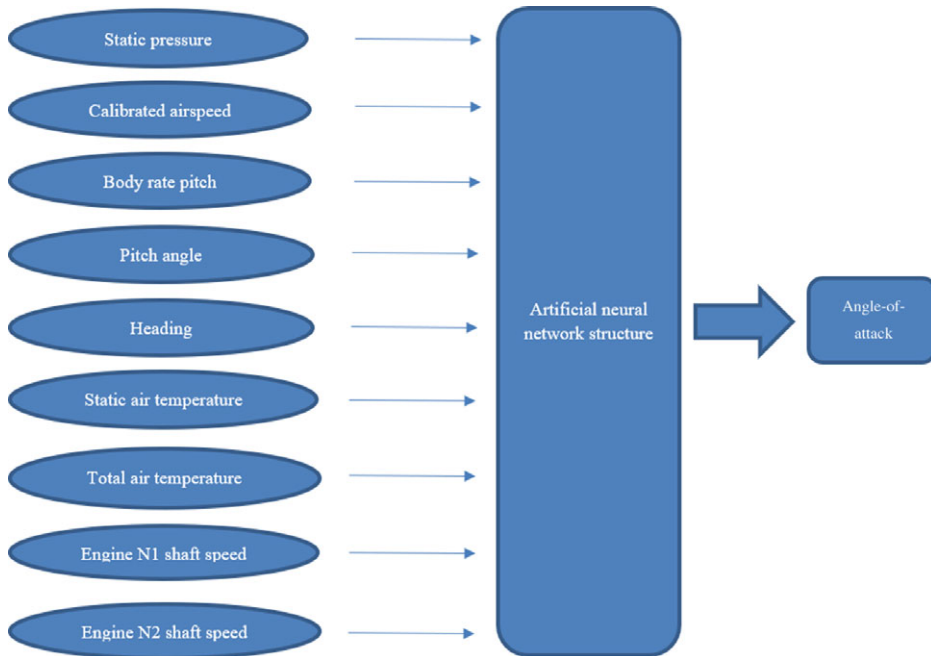 Static pressure
Calibrated airspeed
Body rate pitch
Pitch angle
Heading
Static air temperature
Total air temperature
Engine N1 shaft speed
Engine N2 shaft speed
Artificial neural
network structure
Angle-of-
attack